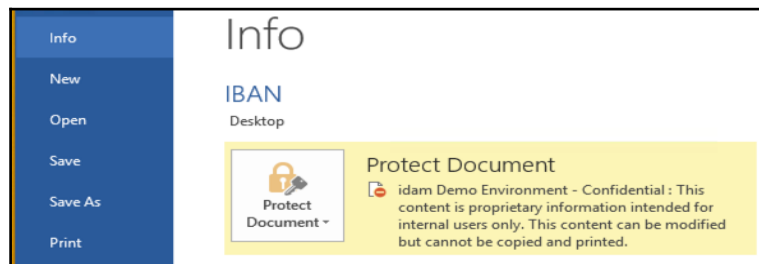 Info
New
Open
Save
Save As
Print
Info
IBAN
Desktop
Protect
Document
Protect Document
idam Demo Environment - Confidential : This
content is proprietary information intended for
internal users only. This content can be modified
but cannot be copied and printed.